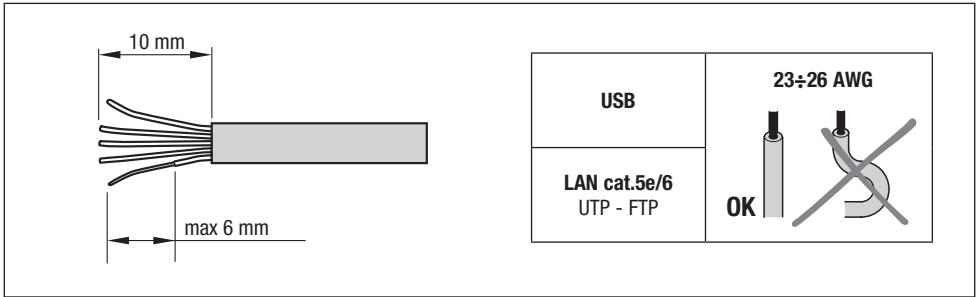 10 mm
max 6 mm
USB
LAN cat.5e/6
UTP - FTP
23÷26 AWG
OK